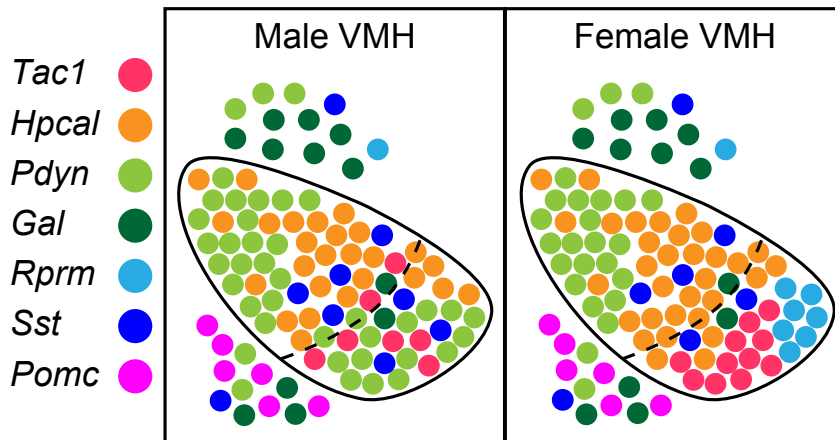 Male VMH
Female VMH
Tac1
Hpcal
Pdyn
Gal
Rprm
Sst
Pomc